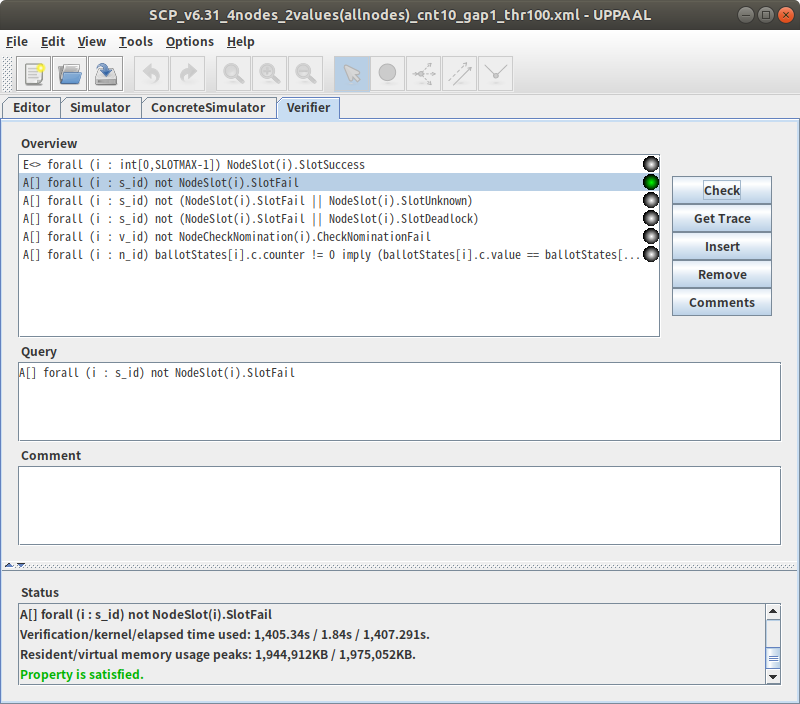 SCP_v6.31_4nodes_2values(allnodes)_cnt10_gap1_thr100.xml - UPPAAL
File Edit View Tools Options Help
Editor Simulator ConcreteSimulator Verifier
Overview
E<> forall (i : int[0,SLOTMAX-1]) NodeSlot(i).SlotSuccess
A[] forall (i : s_id) not NodeSlot(i).SlotFail
A[] forall (i : s_id) not (NodeSlot(i).SlotFail || NodeSlot(i).SlotUnknown)
A[] forall (i : s_id) not (NodeSlot(i).SlotFail || NodeSlot(i).SlotDeadlock)
A[] forall (i : v_id) not NodeCheckNomination(i).CheckNominationFail
A[] forall (i : n_id) ballotStates[i].c.counter != 0 imply (ballotStates[i].c.value == ballotStates[...
Check
Get Trace
Insert
Remove
Comments
Query
A[] forall (i : s_id) not NodeSlot(i).SlotFail
Comment
Status
A[] forall (i : s_id) not NodeSlot(i).SlotFail
Verification/kernel/elapsed time used: 1,405.34s / 1.84s / 1,407.291s.
Resident/virtual memory usage peaks: 1,944,912KB / 1,975,052KB.
Property is satisfied.